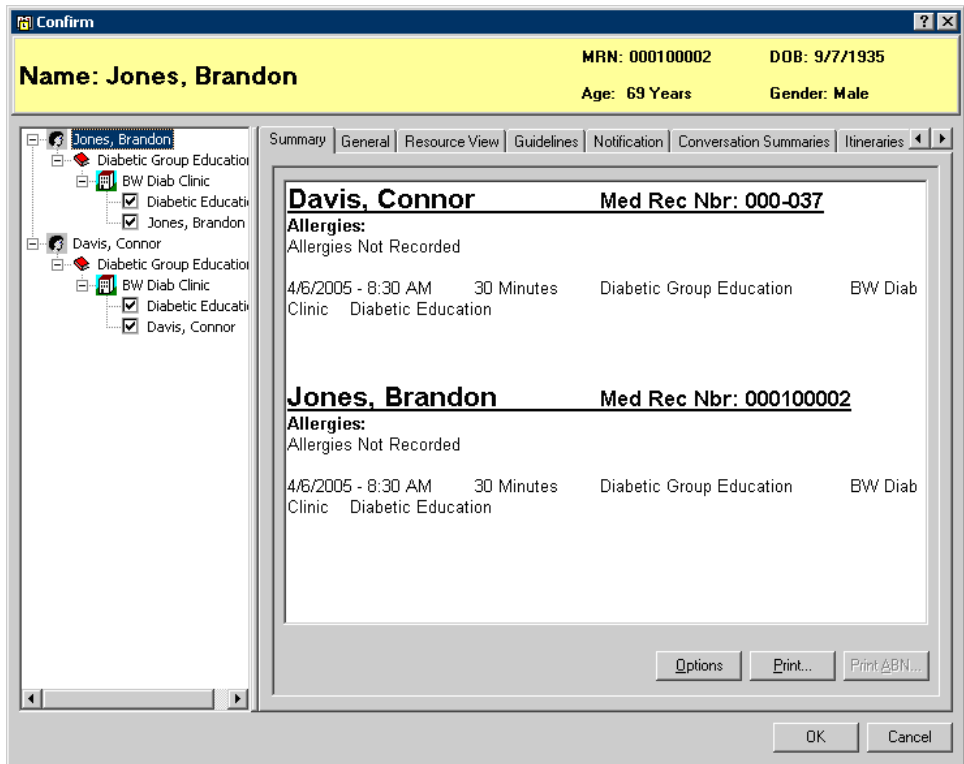 Confirm
Name: Jones, Brandon
MRN: 000100002
DOB: 9/7/1935
Age: 69 Years
Gender: Male
Jones, Brandon
Diabetic Group Education
BW Diab Clinic
Diabetic Educati
Jones, Brandon
Davis, Connor
Diabetic Group Education
BW Diab Clinic
Diabetic Educati
Davis, Connor
Summary General Resource View Guidelines Notification Conversation Summaries Itineraries
Davis, Connor Med Rec Nbr: 000-037
Allergies:
Allergies Not Recorded
4/6/2005 - 8:30 AM 30 Minutes Diabetic Group Education BW Diab
Clinic Diabetic Education
Jones, Brandon Med Rec Nbr: 000100002
Allergies:
Allergies Not Recorded
4/6/2005 - 8:30 AM 30 Minutes Diabetic Group Education BW Diab
Clinic Diabetic Education
Options Print... Print ABN...
OK Cancel